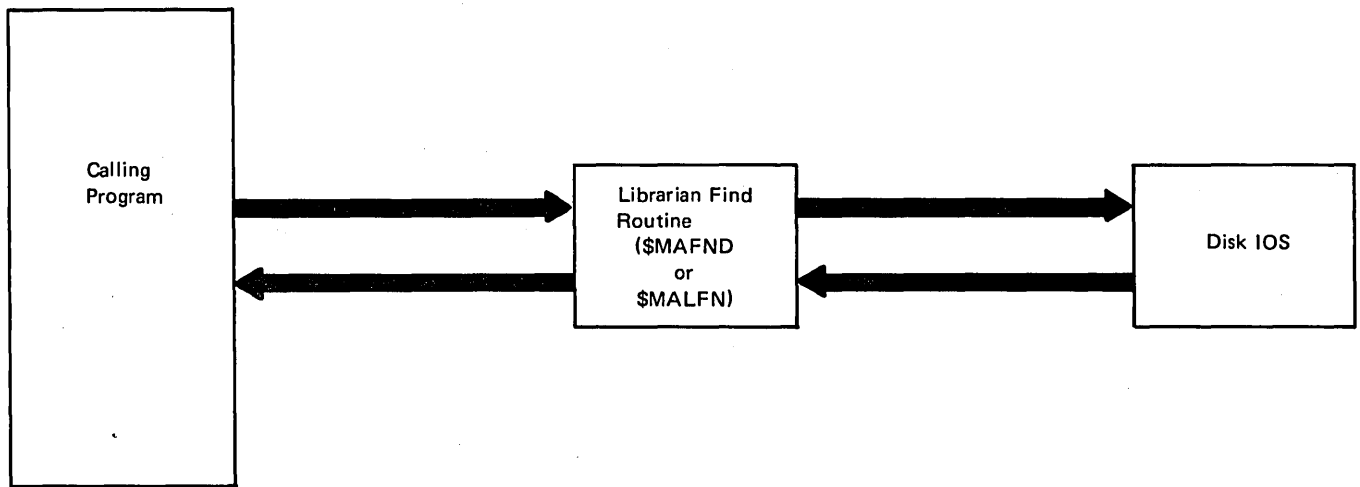 Calling
Program
Librarian Find
Routine
($MAFND
or
$MALFN)
Disk IOS